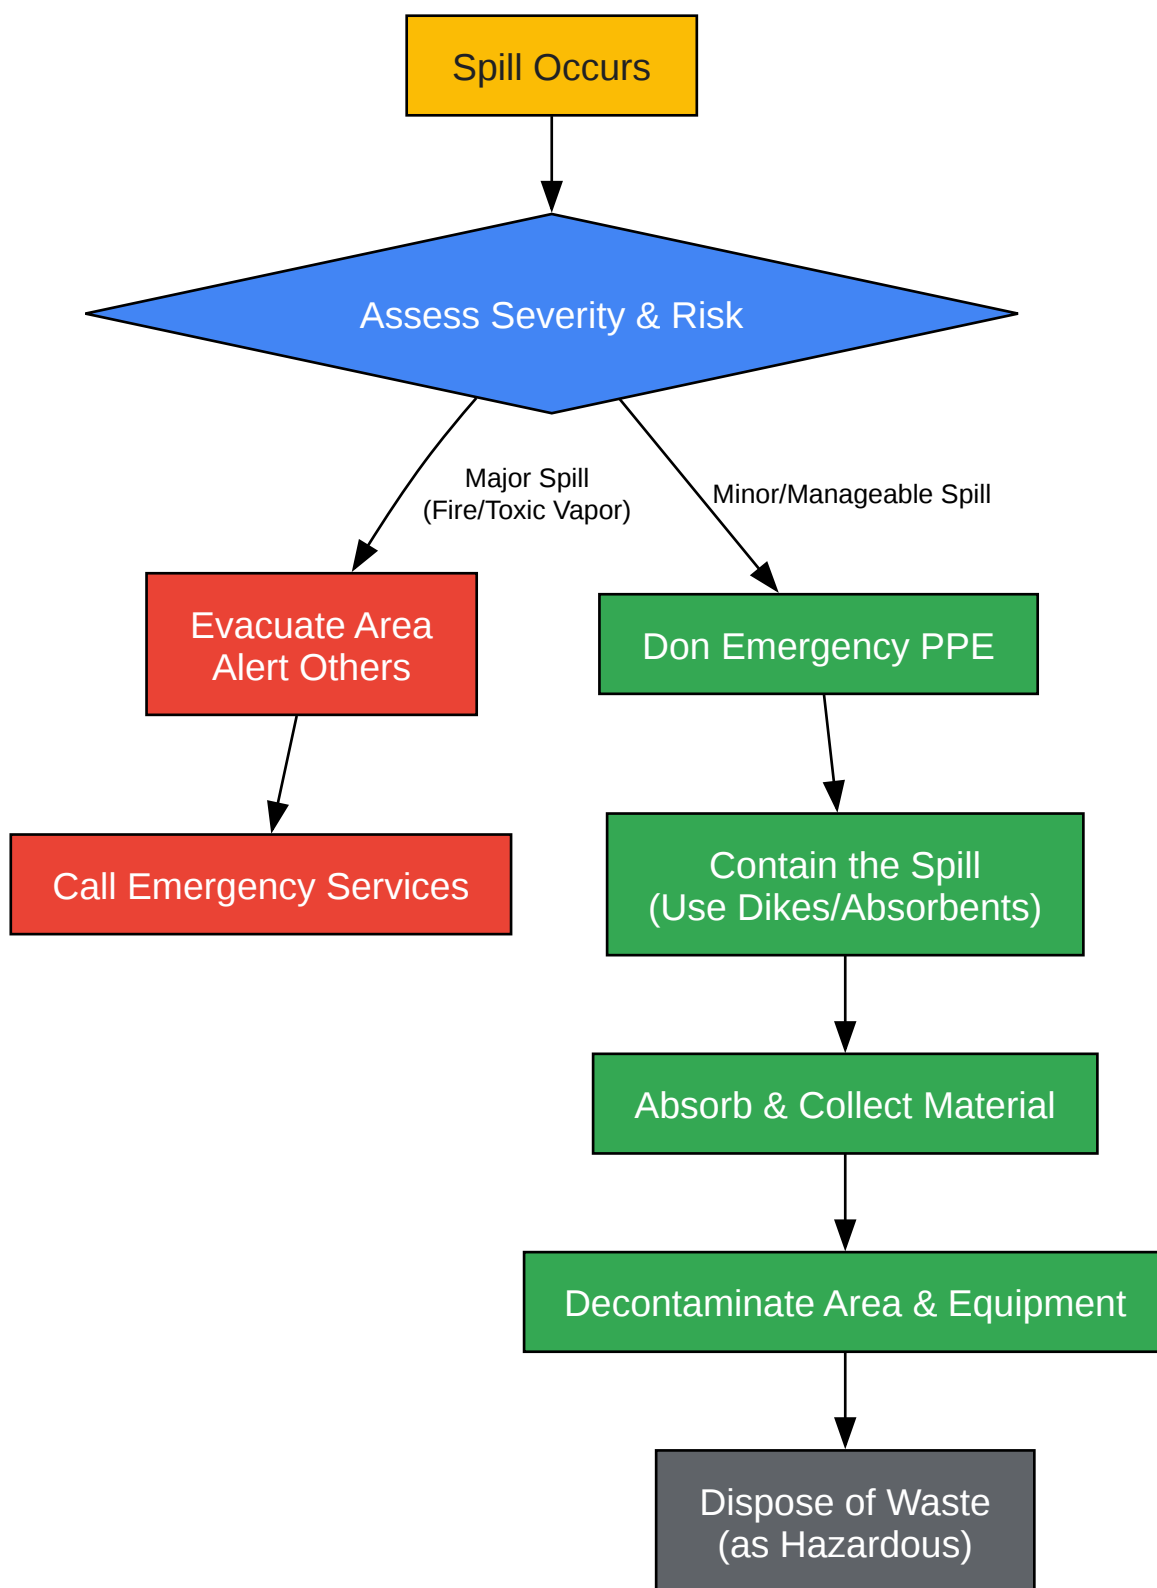 Spill Occurs
Assess Severity & Risk
Major Spill
(Fire/Toxic Vapor)
Minor/Manageable Spill
Evacuate Area
Alert Others
Don Emergency PPE
Call Emergency Services
Contain the Spill
(Use Dikes/Absorbents)
Absorb & Collect Material
Decontaminate Area & Equipment
Dispose of Waste
(as Hazardous)